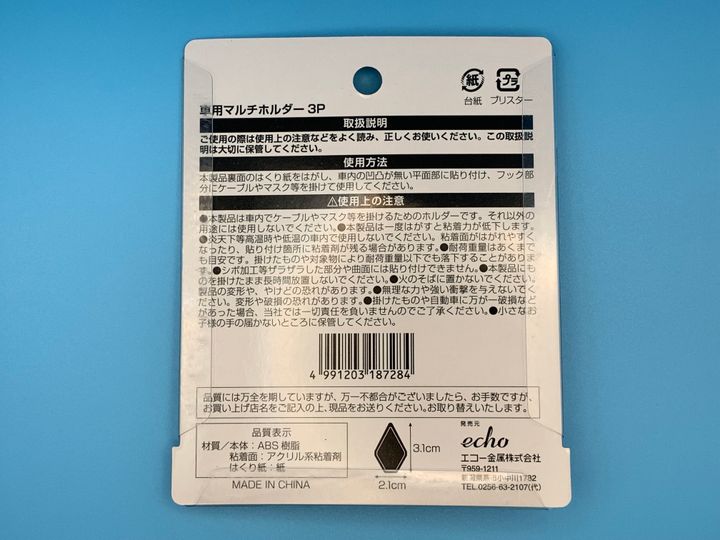 紙 プラ
台紙 ブリスター
車用マルチホルダー 3P
取扱説明
ご使用の際は使用上の注意などをよく読み、正しくお使いください。この取扱説
明は大切に保管してください。
使用方法
本製品裏面のはくり紙をはがし、車内の凹凸が無い平面部に貼り付け、フック部
分にケーブルやマスク等を掛けて使用してください。
⚠使用上の注意
●本製品は車内でケーブルやマスク等を掛けるためのホルダーです。それ以外の
用途には使用しないでください。●本製品は一度はがすと粘着力が低下します。
●炎天下等高温時や低温の車内で使用しないでください。粘着面がはがれやすく
なったり、貼り付け箇所に粘着剤が残る場合があります。●耐荷重量はあくまで
も目安です。掛けたものや対象物により耐荷重量以下でも落下することがありま
す。●シボ加工等ザラザラした部分や曲面には貼り付けできません。●本製品にも
のを掛けたまま長時間放置しないでください。●火のそばに置かないでください。
製品の変形や、やけどの恐れがあります。●無理な力や強い衝撃を与えないでくだ
さい。変形や破損の恐れがあります。●掛けたものや自動車に万が一破損など
があった場合、当社では一切責任を負いませんのでご了承ください。●小さなお
子様の手の届かないところに保管してください。
4 991203 187284
品質には万全を期していますが、万一不都合がございましたら、お手数ですが、
お買い上げ店名をご記入の上、現品をお送りください。お取り替えいたします。
品質表示
材質/本体:ABS樹脂
粘着面:アクリル系粘着剤
はくり紙:紙
MADE IN CHINA
3.1cm
2.1cm
発売元
echo
エコー金属株式会社
〒959-1211
新潟県燕市小中川1782
TEL.0256-63-2107(代)